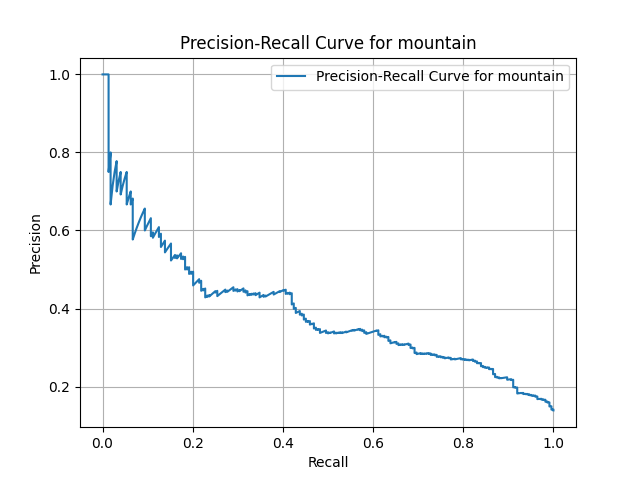 Precision-Recall Curve for mountain
Precision-Recall Curve for mountain
1.0
0.8
0.6
0.4
0.2
Precision
0.0 0.2 0.4 0.6 0.8 1.0
Recall